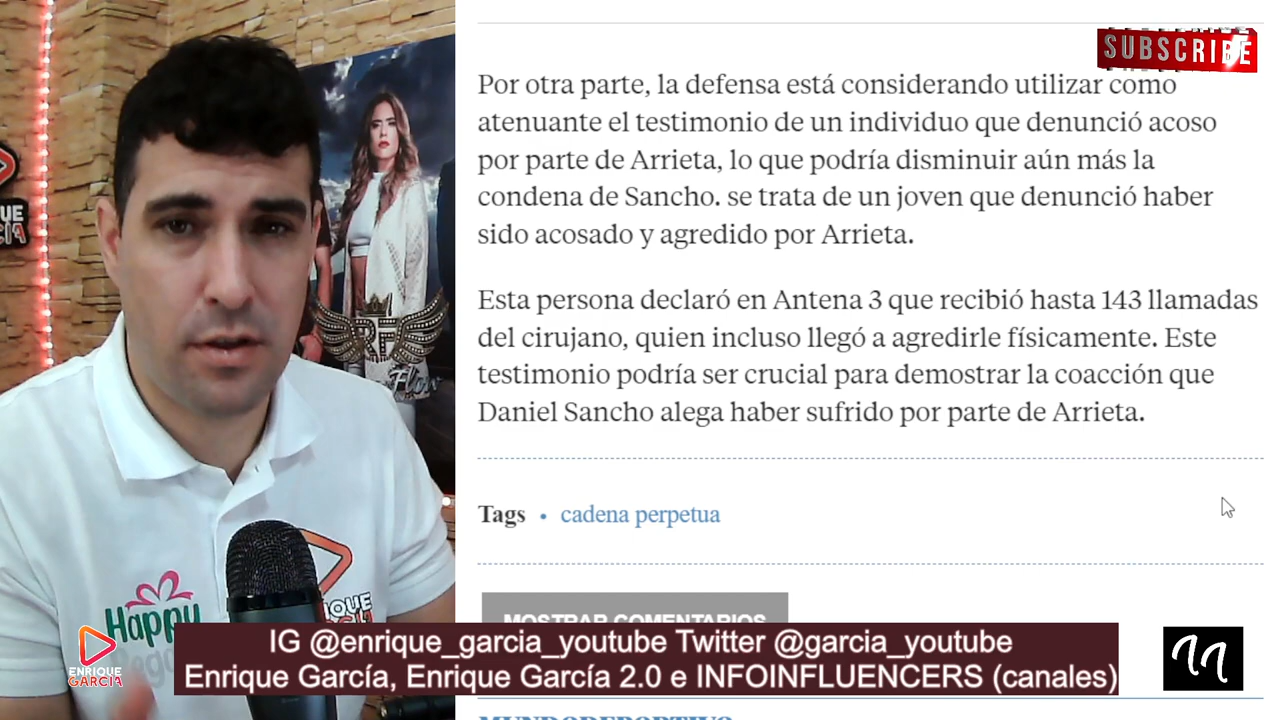 SUBSCRIBE
Por otra parte, la defensa está considerando utilizar como
atenuante el testimonio de un individuo que denunció acoso
por parte de Arrieta, lo que podría disminuir aún más la
condena de Sancho. se trata de un joven que denunció haber
sido acosado y agredido por Arrieta.
Esta persona declaró en Antena 3 que recibió hasta 143 llamadas
del cirujano, quien incluso llegó a agredirle físicamente. Este
testimonio podría ser crucial para demostrar la coacción que
Daniel Sancho alega haber sufrido por parte de Arrieta.
Tags • cadena perpetua
MOSTRAR COMENTARIOS
RF
Flow
Happy
ENRIQUE
GARCÍA
IG @enrique_garcia_youtube Twitter @garcia_youtube
Enrique García, Enrique García 2.0 e INFOINFLUENCERS (canales)
MUNDODEPORTIVO